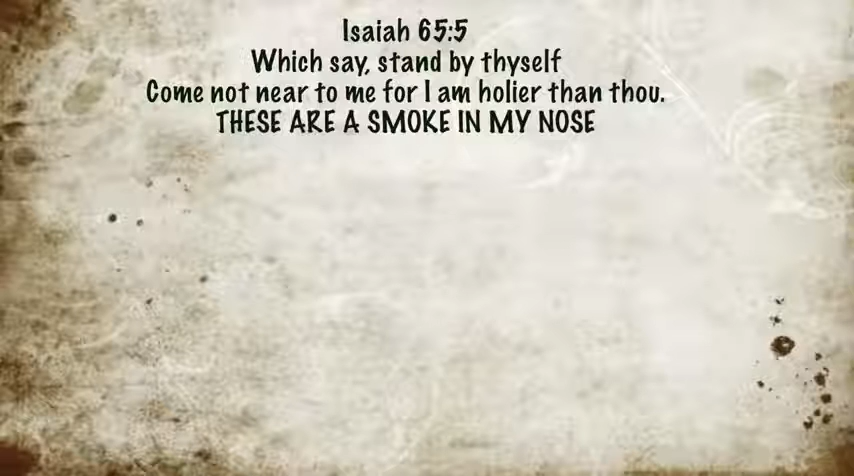 Isaiah 65:5
Which say, stand by thyself
Come not near to me for I am holier than thou.
THESE ARE A SMOKE IN MY NOSE